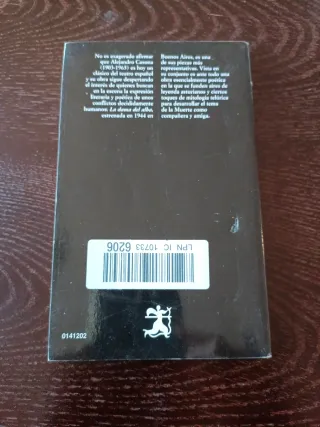 No es exagerado afirmar
que Alejandro Casona
(1903-1965) es hoy un
clásico del teatro español
y su obra sigue despertando
el interés de quienes buscan
en la escena la expresión
literaria y poética de unos
conflictos decididamente
humanos. La dama del alba,
estrenada en 1944 en
Buenos Aires, es una
de sus piezas más
representativas. Vista en
su conjunto es ante todo una
obra esencialmente poética
en la que se funden aires de
leyenda asturianos y ciertos
toques de mitología telúrica
para desarrollar el tema
de la Muerte como
compañera y amiga.
LPN IC 10733
6206
0141202